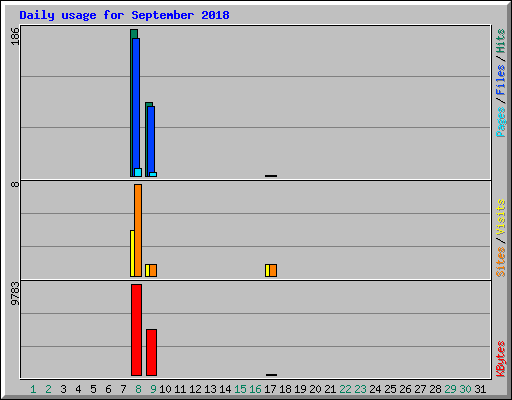 Daily usage for September 2018
186
Pages / Files / Hits
8
Sites / Visits
9783
KBytes
1 2 3 4 5 6 7 8 9 10 11 12 13 14 15 16 17 18 19 20 21 22 23 24 25 26 27 28 29 30 31